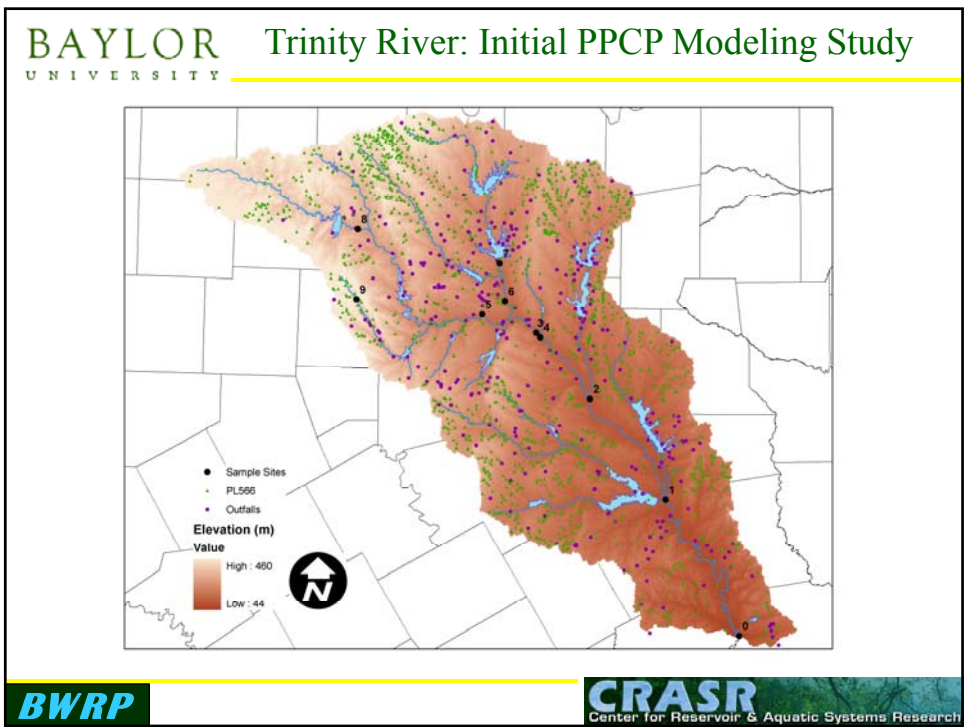 BAYLOR
UNIVERSITY
Trinity River: Initial PPCP Modeling Study
8
7
9
6
5
3
4
2
1
0
Sample Sites
PL566
Outfalls
Elevation (m)
Value
High : 460
Low : 44
N
BWRP
CRASR
Center for Reservoir & Aquatic Systems Research